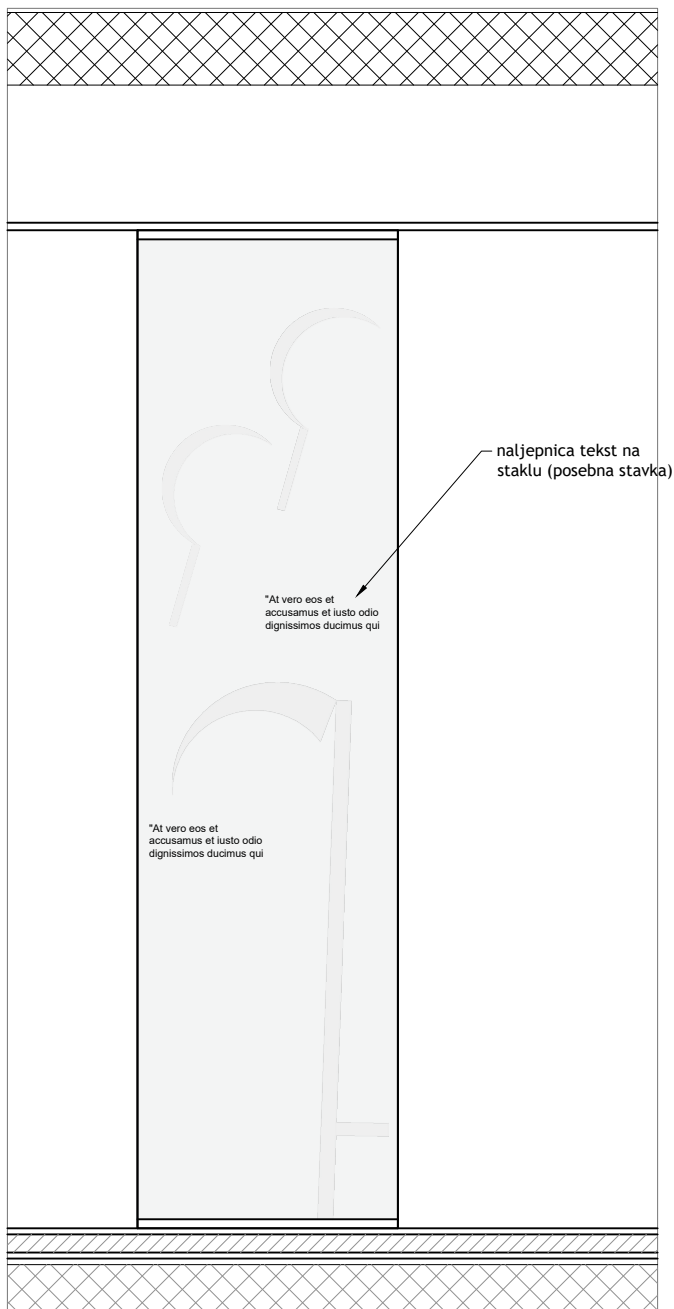 naljepnica tekst na
staklu (posebna stavka)
"At vero eos et
accusamus et iusto odio
dignissimos ducimus qui
"At vero eos et
accusamus et iusto odio
dignissimos ducimus qui